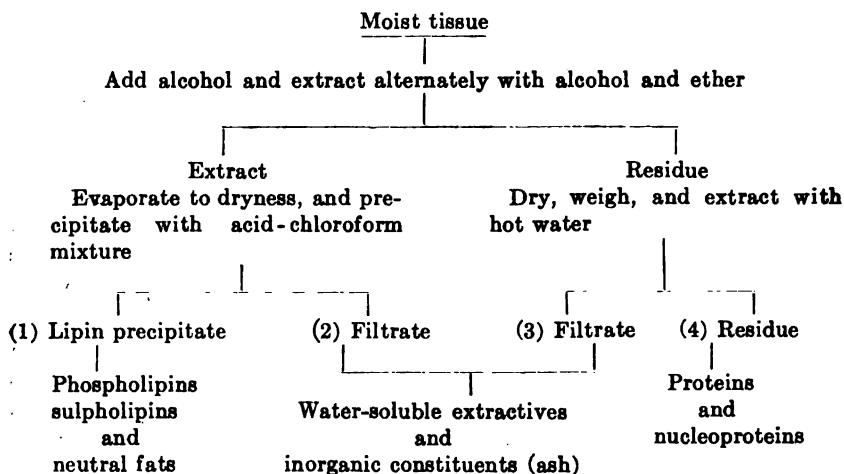 Moist tissue
Add alcohol and extract alternately with alcohol and ether
Extract
Evaporate to dryness, and pre-
cipitate with acid-chloroform
mixture
Residue
Dry, weigh, and extract with
hot water
(1) Lipin precipitate
(2) Filtrate
(3) Filtrate
(4) Residue
Phospholipins
sulpholipins
and
neutral fats
Water-soluble extractives
and
inorganic constituents (ash)
Proteins
and
nucleoproteins